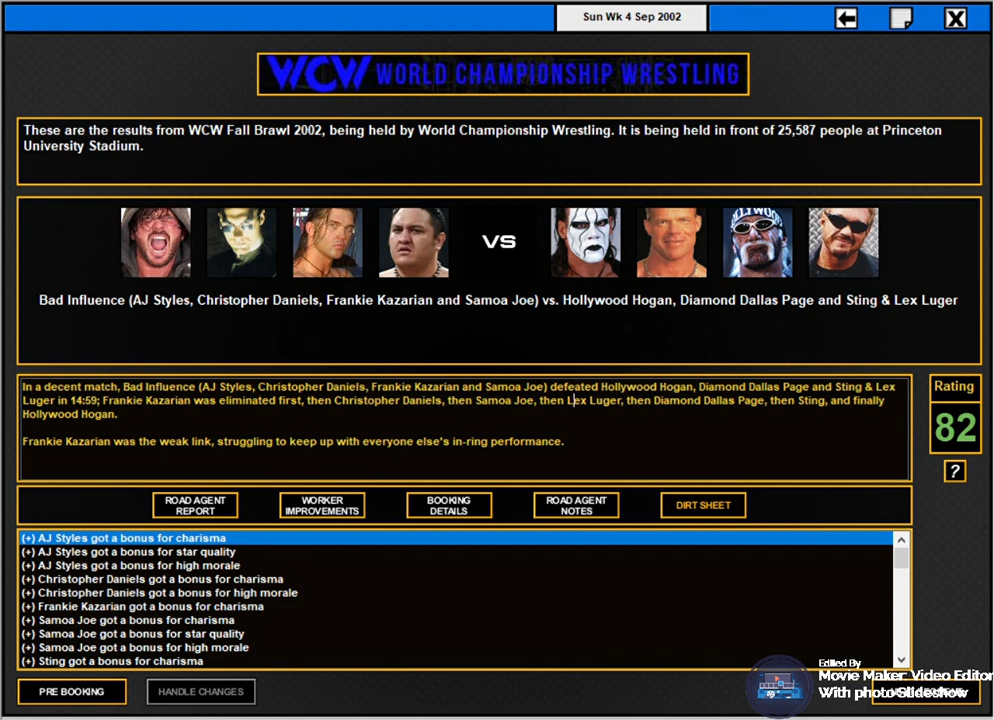 Sun Wk 4 Sep 2002
WCW WORLD CHAMPIONSHIP WRESTLING
These are the results from WCW Fall Brawl 2002, being held by World Championship Wrestling. It is being held in front of 25,587 people at Princeton
University Stadium.
HOLLYWOOD
VS
Bad Influence (AJ Styles, Christopher Daniels, Frankie Kazarian and Samoa Joe) vs. Hollywood Hogan, Diamond Dallas Page and Sting & Lex Luger
In a decent match, Bad Influence (AJ Styles, Christopher Daniels, Frankie Kazarian and Samoa Joe) defeated Hollywood Hogan, Diamond Dallas Page and Sting & Lex
Luger in 14:59; Frankie Kazarian was eliminated first, then Christopher Daniels, then Samoa Joe, then Lex Luger, then Diamond Dallas Page, then Sting, and finally
Hollywood Hogan.
Frankie Kazarian was the weak link, struggling to keep up with everyone else's in-ring performance.
Rating
82
?
ROAD AGENT
REPORT
WORKER
IMPROVEMENTS
BOOKING
DETAILS
ROAD AGENT
NOTES
DIRT SHEET
(+) AJ Styles got a bonus for charisma
(+) AJ Styles got a bonus for star quality
(+) AJ Styles got a bonus for high morale
(+) Christopher Daniels got a bonus for charisma
(+) Christopher Daniels got a bonus for high morale
(+) Frankie Kazarian got a bonus for charisma
(+) Samoa Joe got a bonus for charisma
(+) Samoa Joe got a bonus for star quality
(+) Samoa Joe got a bonus for high morale
(+) Sting got a bonus for charisma
PRE BOOKING
HANDLE CHANGES
Edited By
Movie Maker: Video Editor
With photo Slideshow